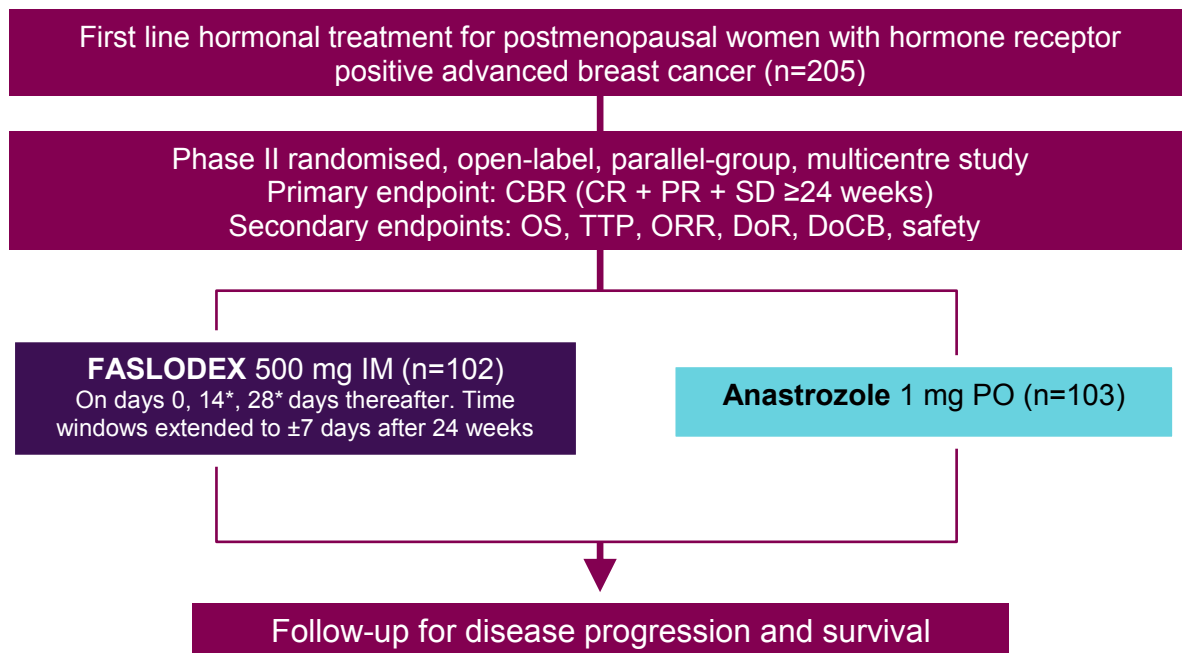 First line hormonal treatment for postmenopausal women with hormone receptor
positive advanced breast cancer (n=205)
Phase II randomised, open-label, parallel-group, multicentre study
Primary endpoint: CBR (CR + PR + SD ≥24 weeks)
Secondary endpoints: OS, TTP, ORR, DoR, DoCB, safety
FASLODEX 500 mg IM (n=102)
On days 0, 14*, 28* days thereafter. Time
windows extended to ±7 days after 24 weeks
Anastrozole 1 mg PO (n=103)
Follow-up for disease progression and survival